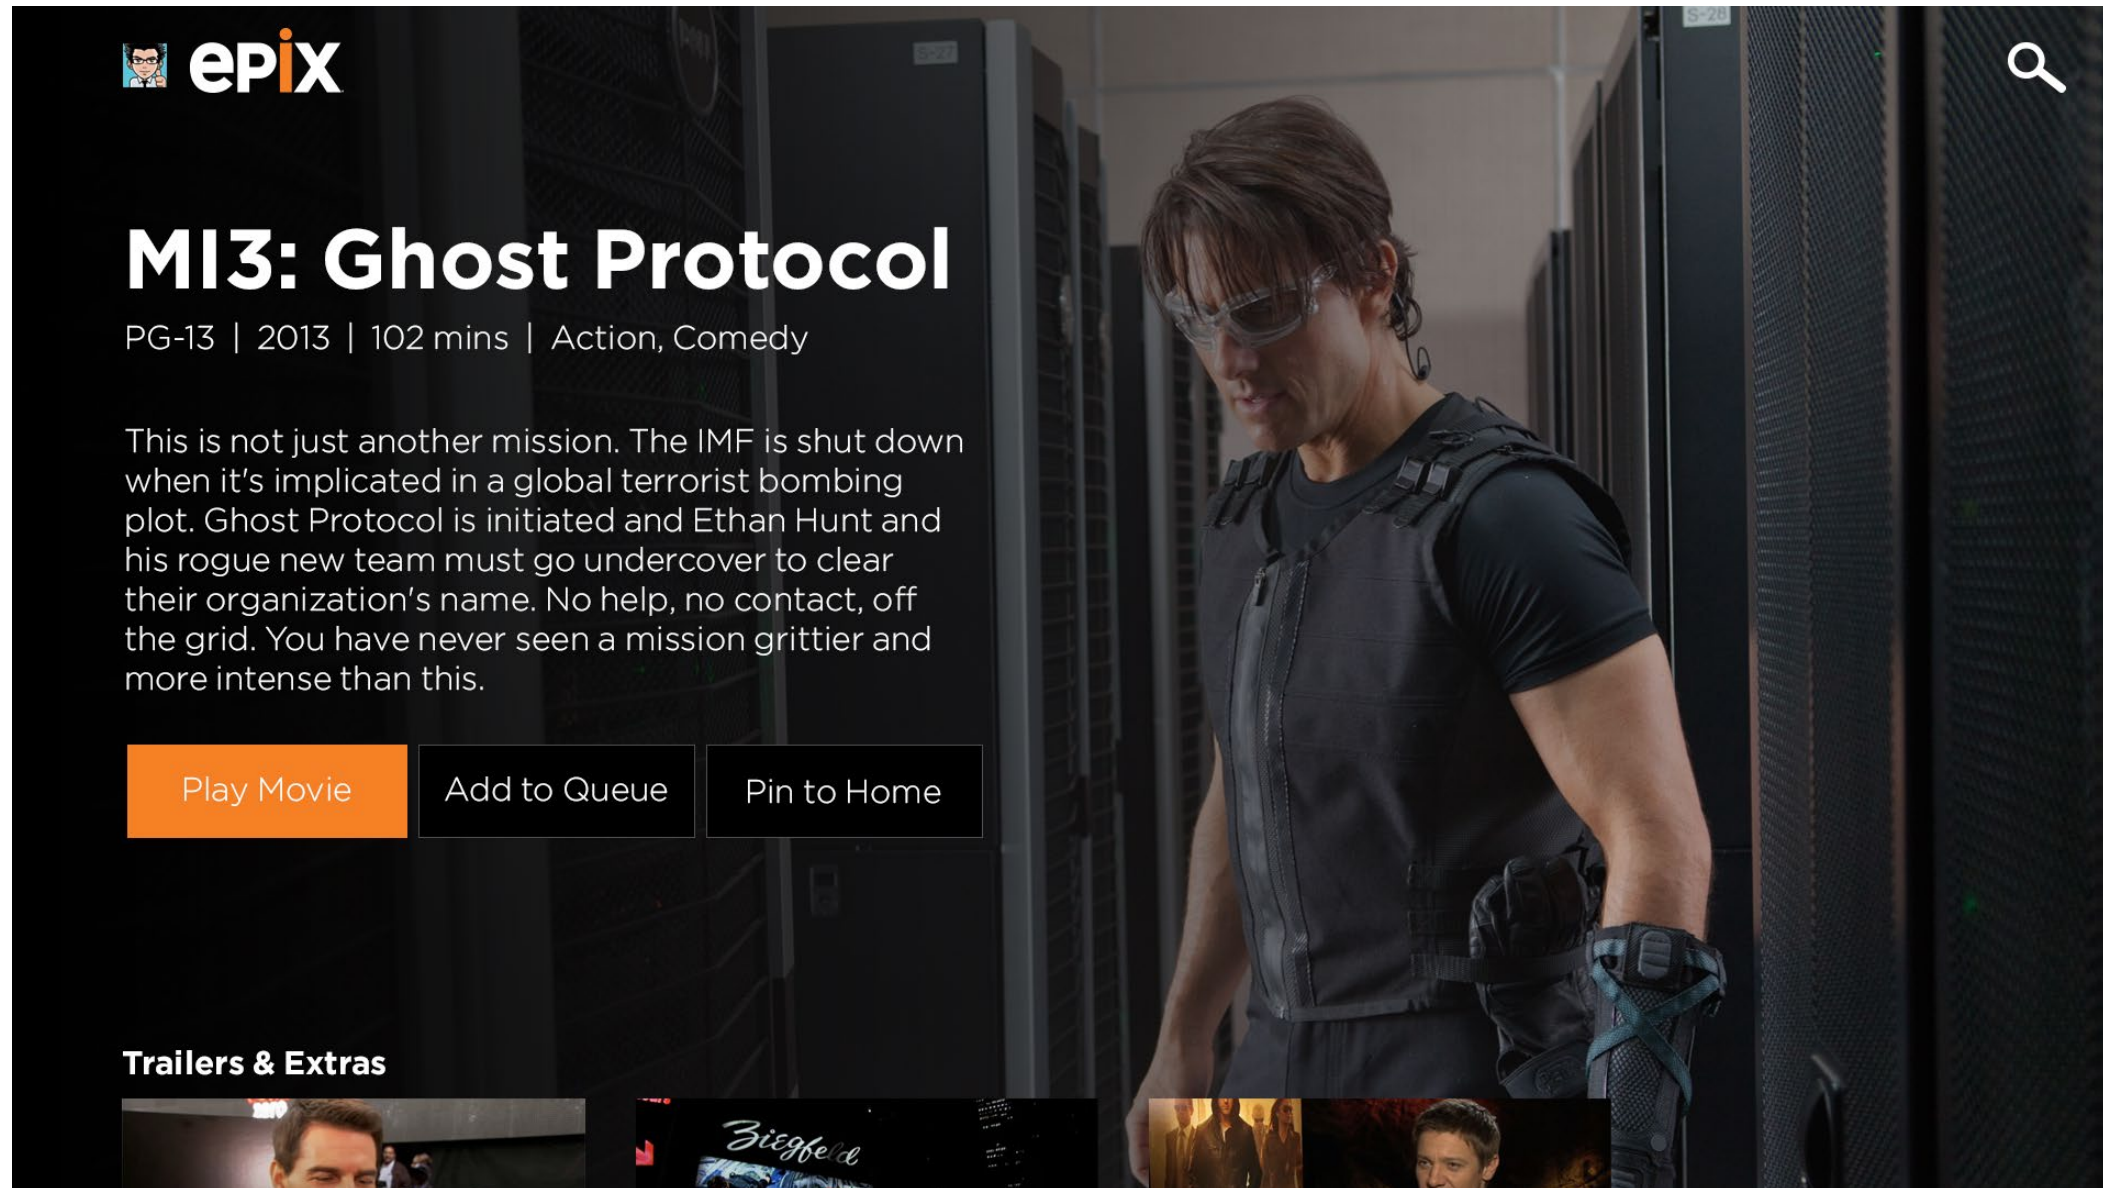 S-27
S-28
epix
MI3: Ghost Protocol
PG-13 | 2013 | 102 mins | Action, Comedy
This is not just another mission. The IMF is shut down
when it's implicated in a global terrorist bombing
plot. Ghost Protocol is initiated and Ethan Hunt and
his rogue new team must go undercover to clear
their organization's name. No help, no contact, off
the grid. You have never seen a mission grittier and
more intense than this.
Play Movie
Add to Queue
Pin to Home
Trailers & Extras
Ziegfeld